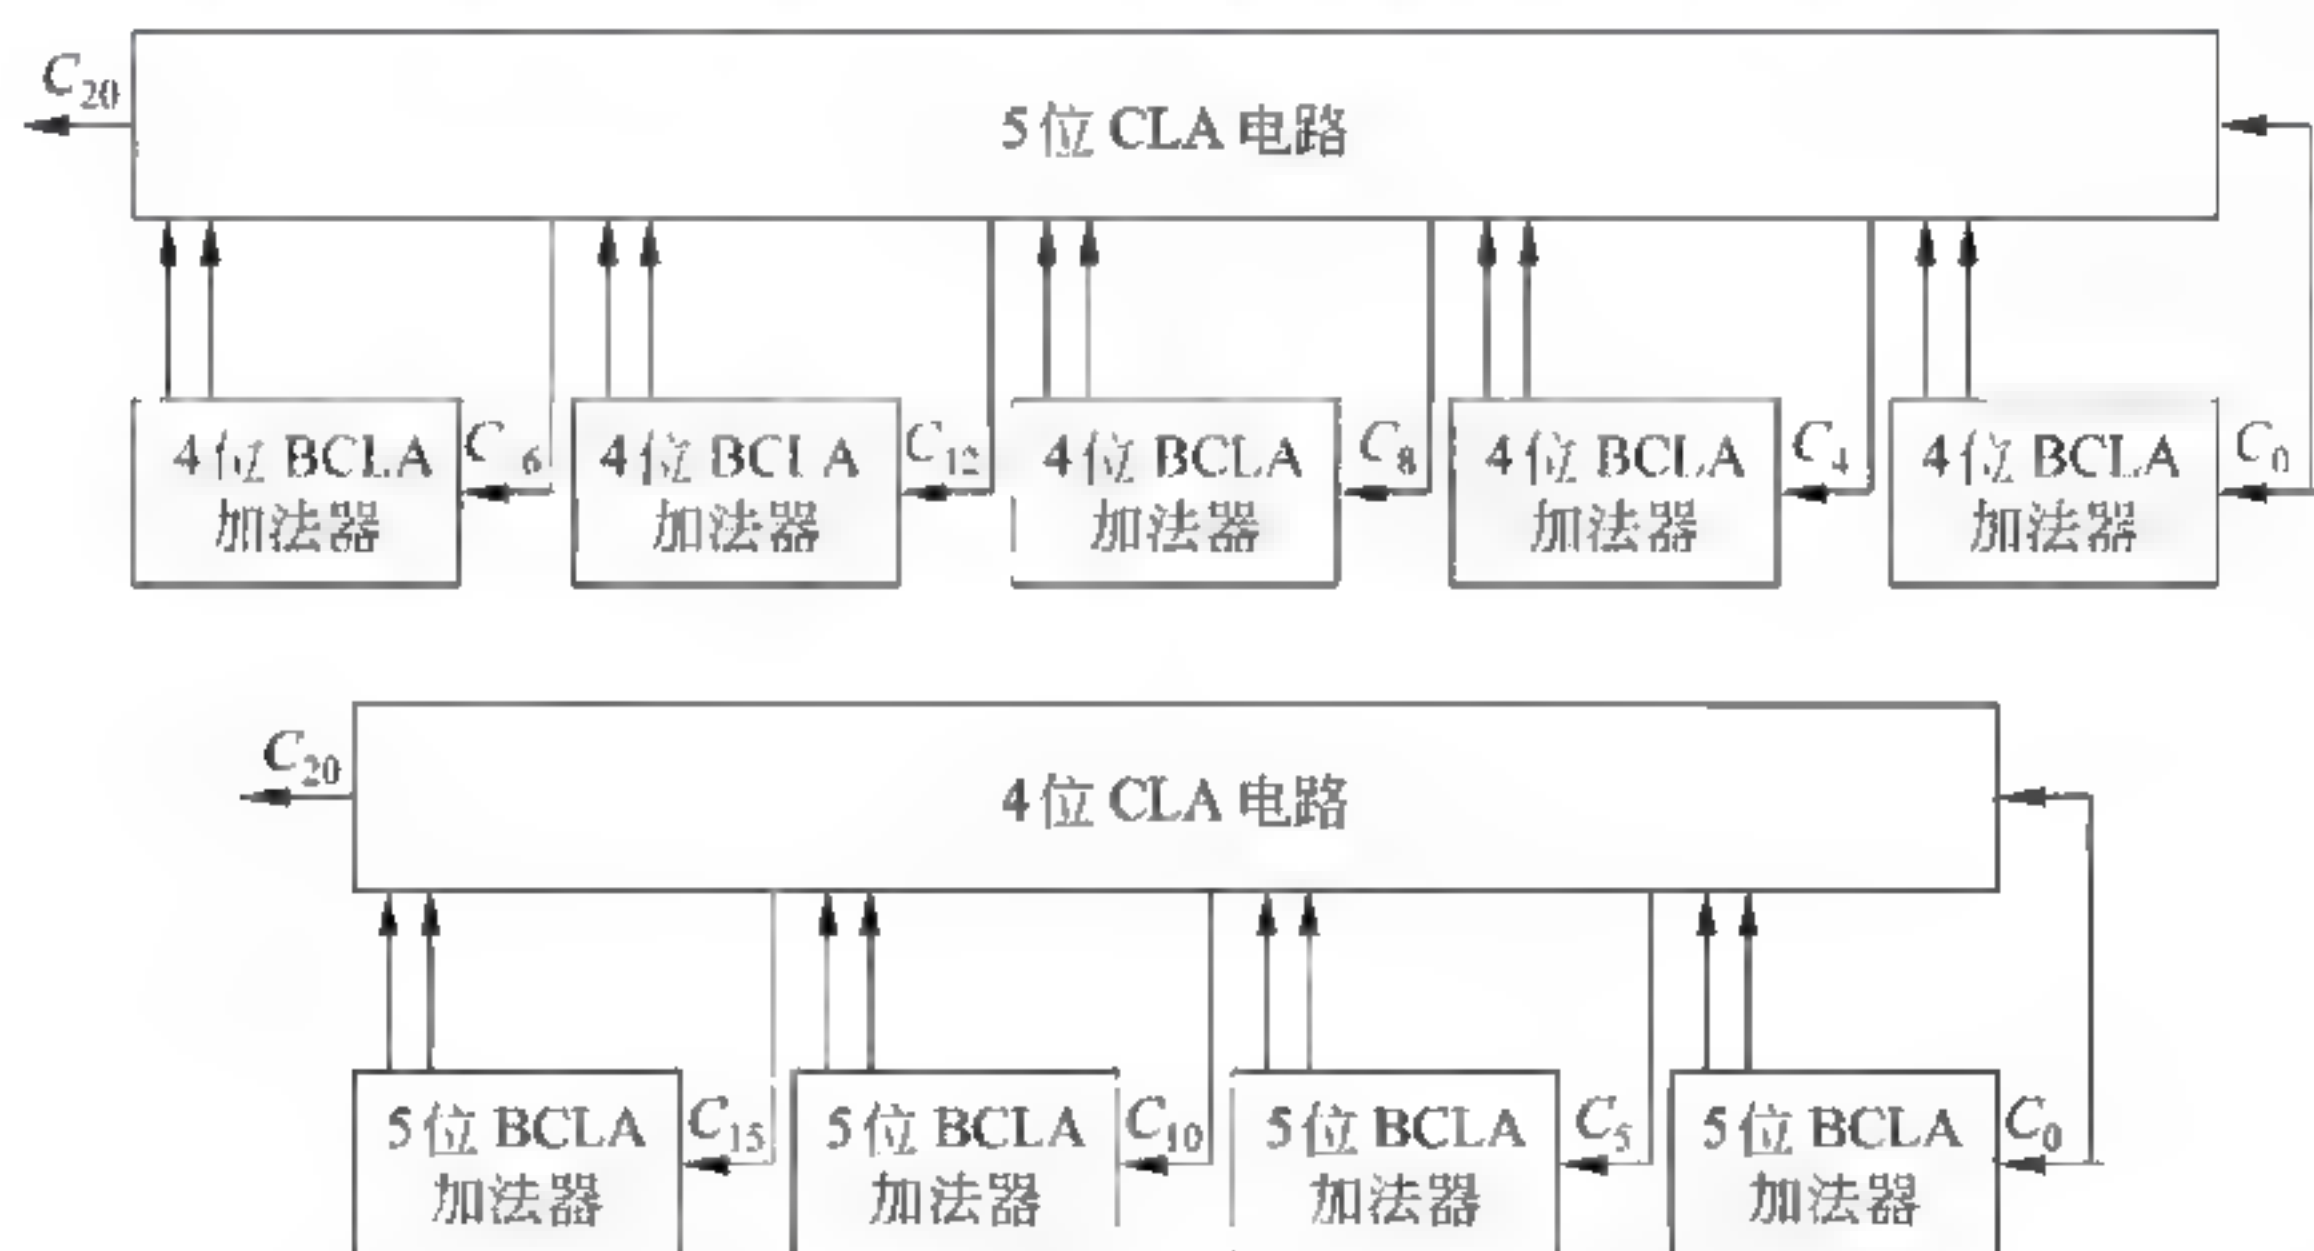 C20
5位 CLA 电路
4位 BCLA
加法器
C 6
4位 BCLA
加法器
C12
4位 BCLA
加法器
C8
4位 BCLA
加法器
C4
4位 BCLA
加法器
C0
C20
4位 CLA 电路
5位 BCLA
加法器
C15
5位 BCLA
加法器
C10
5位 BCLA
加法器
C5
5位 BCLA
加法器
C0